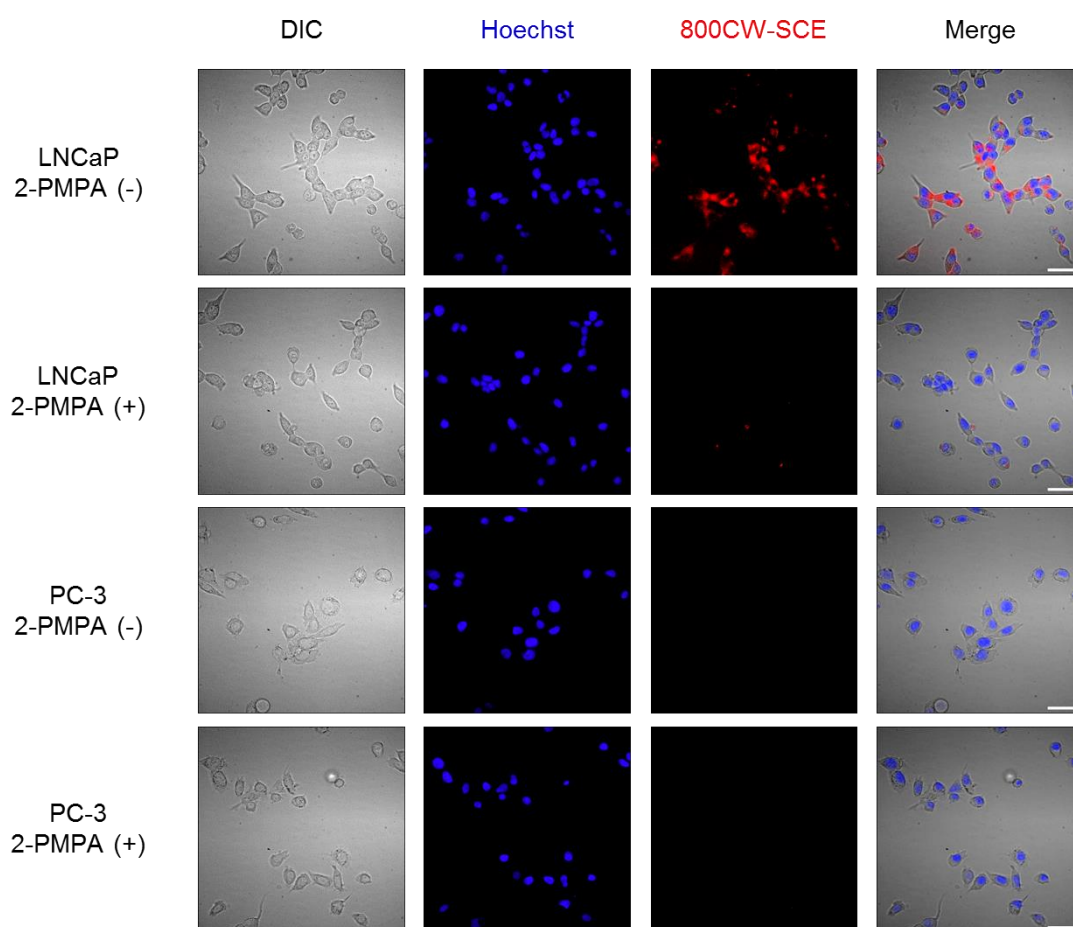 DIC Hoechst 800CW-SCE Merge
LNCaP
2-PMPA (-)
LNCaP
2-PMPA (+)
PC-3
2-PMPA (-)
PC-3
2-PMPA (+)